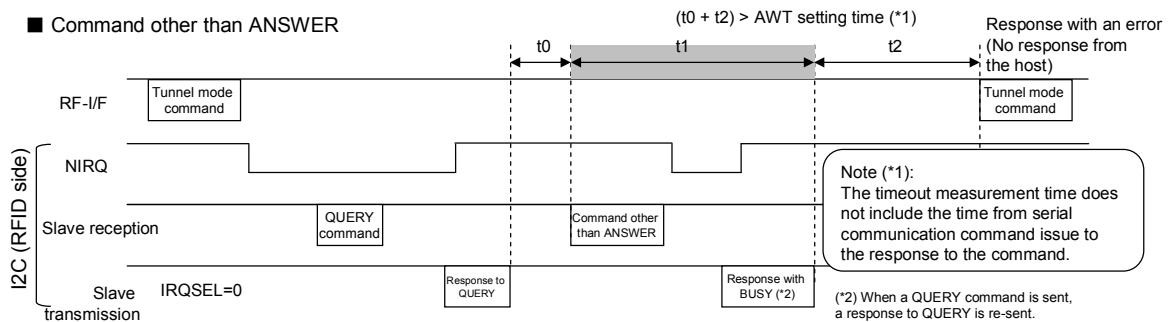 ■ Command other than ANSWER
(t0 + t2) > AWT setting time (*1)
t0
t1
t2
Response with an error
(No response from
the host)
RF-I/F
Tunnel mode
command
Tunnel mode
command
I2C (RFID side)
NIRQ
Note (*1):
The timeout measurement time does
not include the time from serial
communication command issue to
the response to the command.
Slave reception
QUERY
command
Command other
than ANSWER
Slave
transmission
IRQSEL=0
Response to
QUERY
Response with
BUSY (*2)
(*2) When a QUERY command is sent,
a response to QUERY is re-sent.